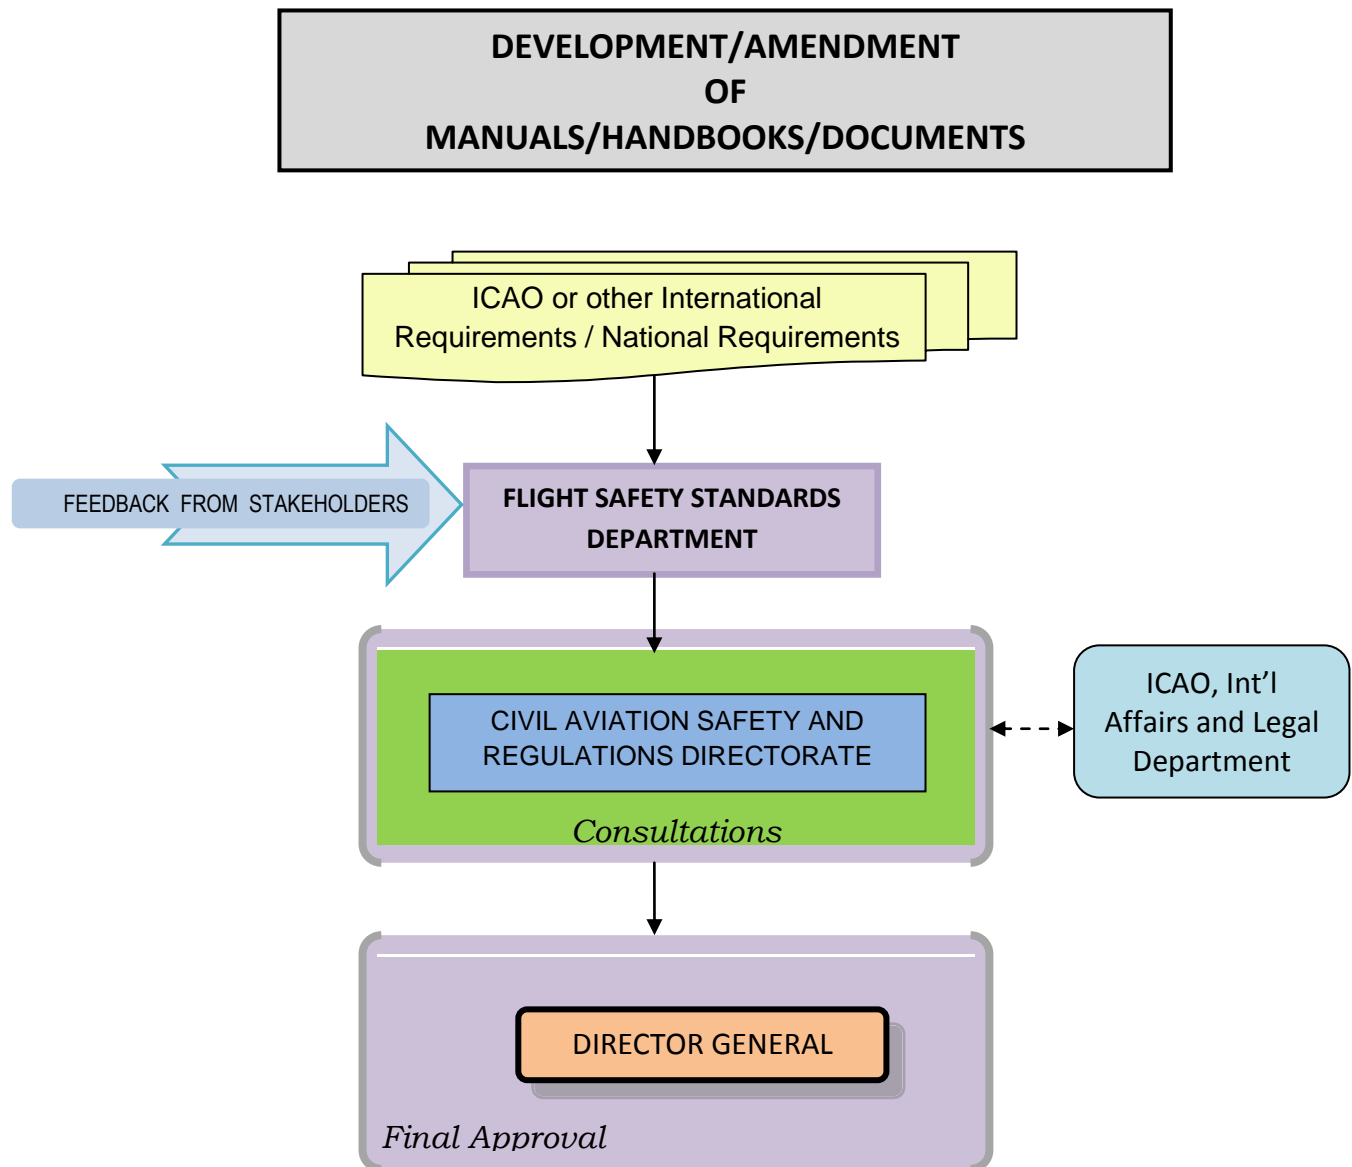 DEVELOPMENT/AMENDMENT
OF
MANUALS/HANDBOOKS/DOCUMENTS
ICAO or other International
Requirements / National Requirements
FEEDBACK FROM STAKEHOLDERS
FLIGHT SAFETY STANDARDS
DEPARTMENT
CIVIL AVIATION SAFETY AND
REGULATIONS DIRECTORATE
Consultations
ICAO, Int’l
Affairs and Legal
Department
DIRECTOR GENERAL
Final Approval